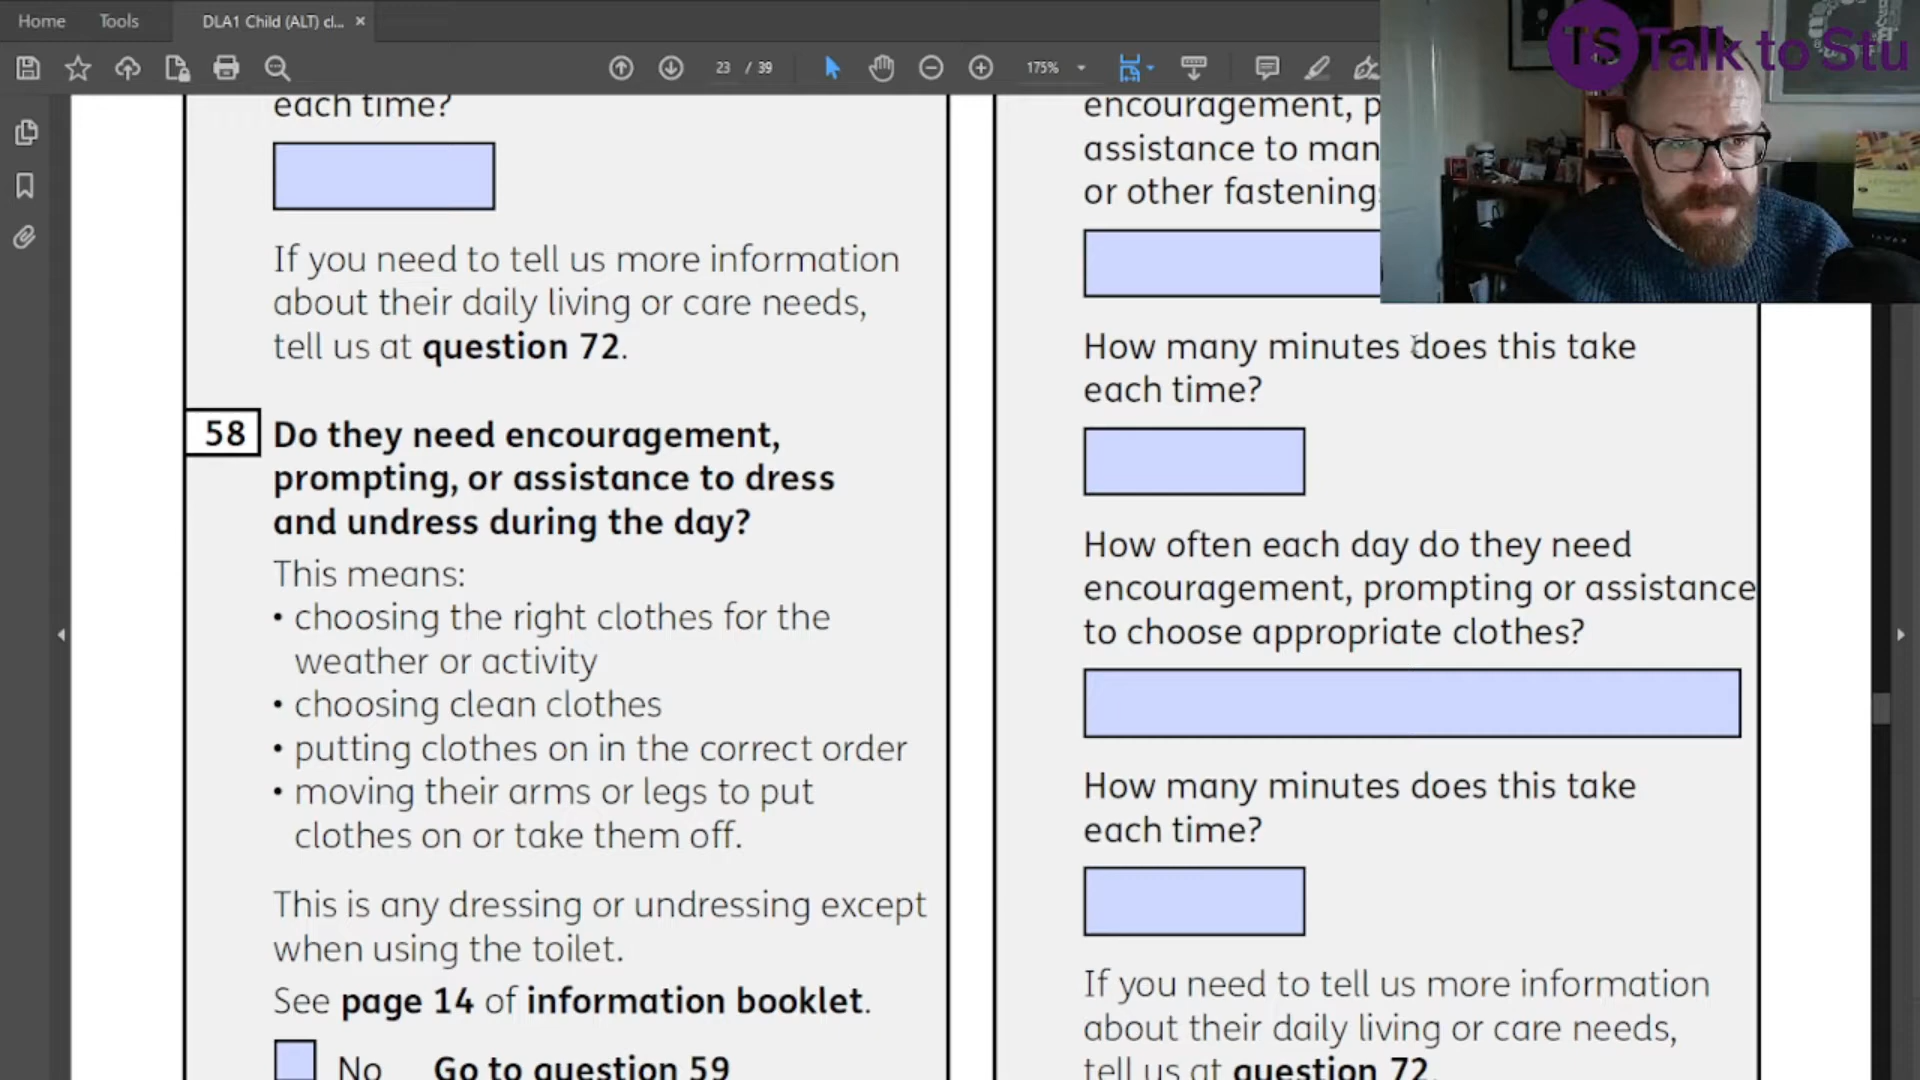 Home Tools DLA1 Child (ALT) cl... ×
23 / 39 175%
TS Talk to Stu
each time?
If you need to tell us more information
about their daily living or care needs,
tell us at question 72.
58 Do they need encouragement,
prompting, or assistance to dress
and undress during the day?
This means:
• choosing the right clothes for the
weather or activity
• choosing clean clothes
• putting clothes on in the correct order
• moving their arms or legs to put
clothes on or take them off.
This is any dressing or undressing except
when using the toilet.
See page 14 of information booklet.
No Go to question 59
encouragement, p
assistance to man
or other fastening
How many minutes does this take
each time?
How often each day do they need
encouragement, prompting or assistance
to choose appropriate clothes?
How many minutes does this take
each time?
If you need to tell us more information
about their daily living or care needs,
tell us at question 72.